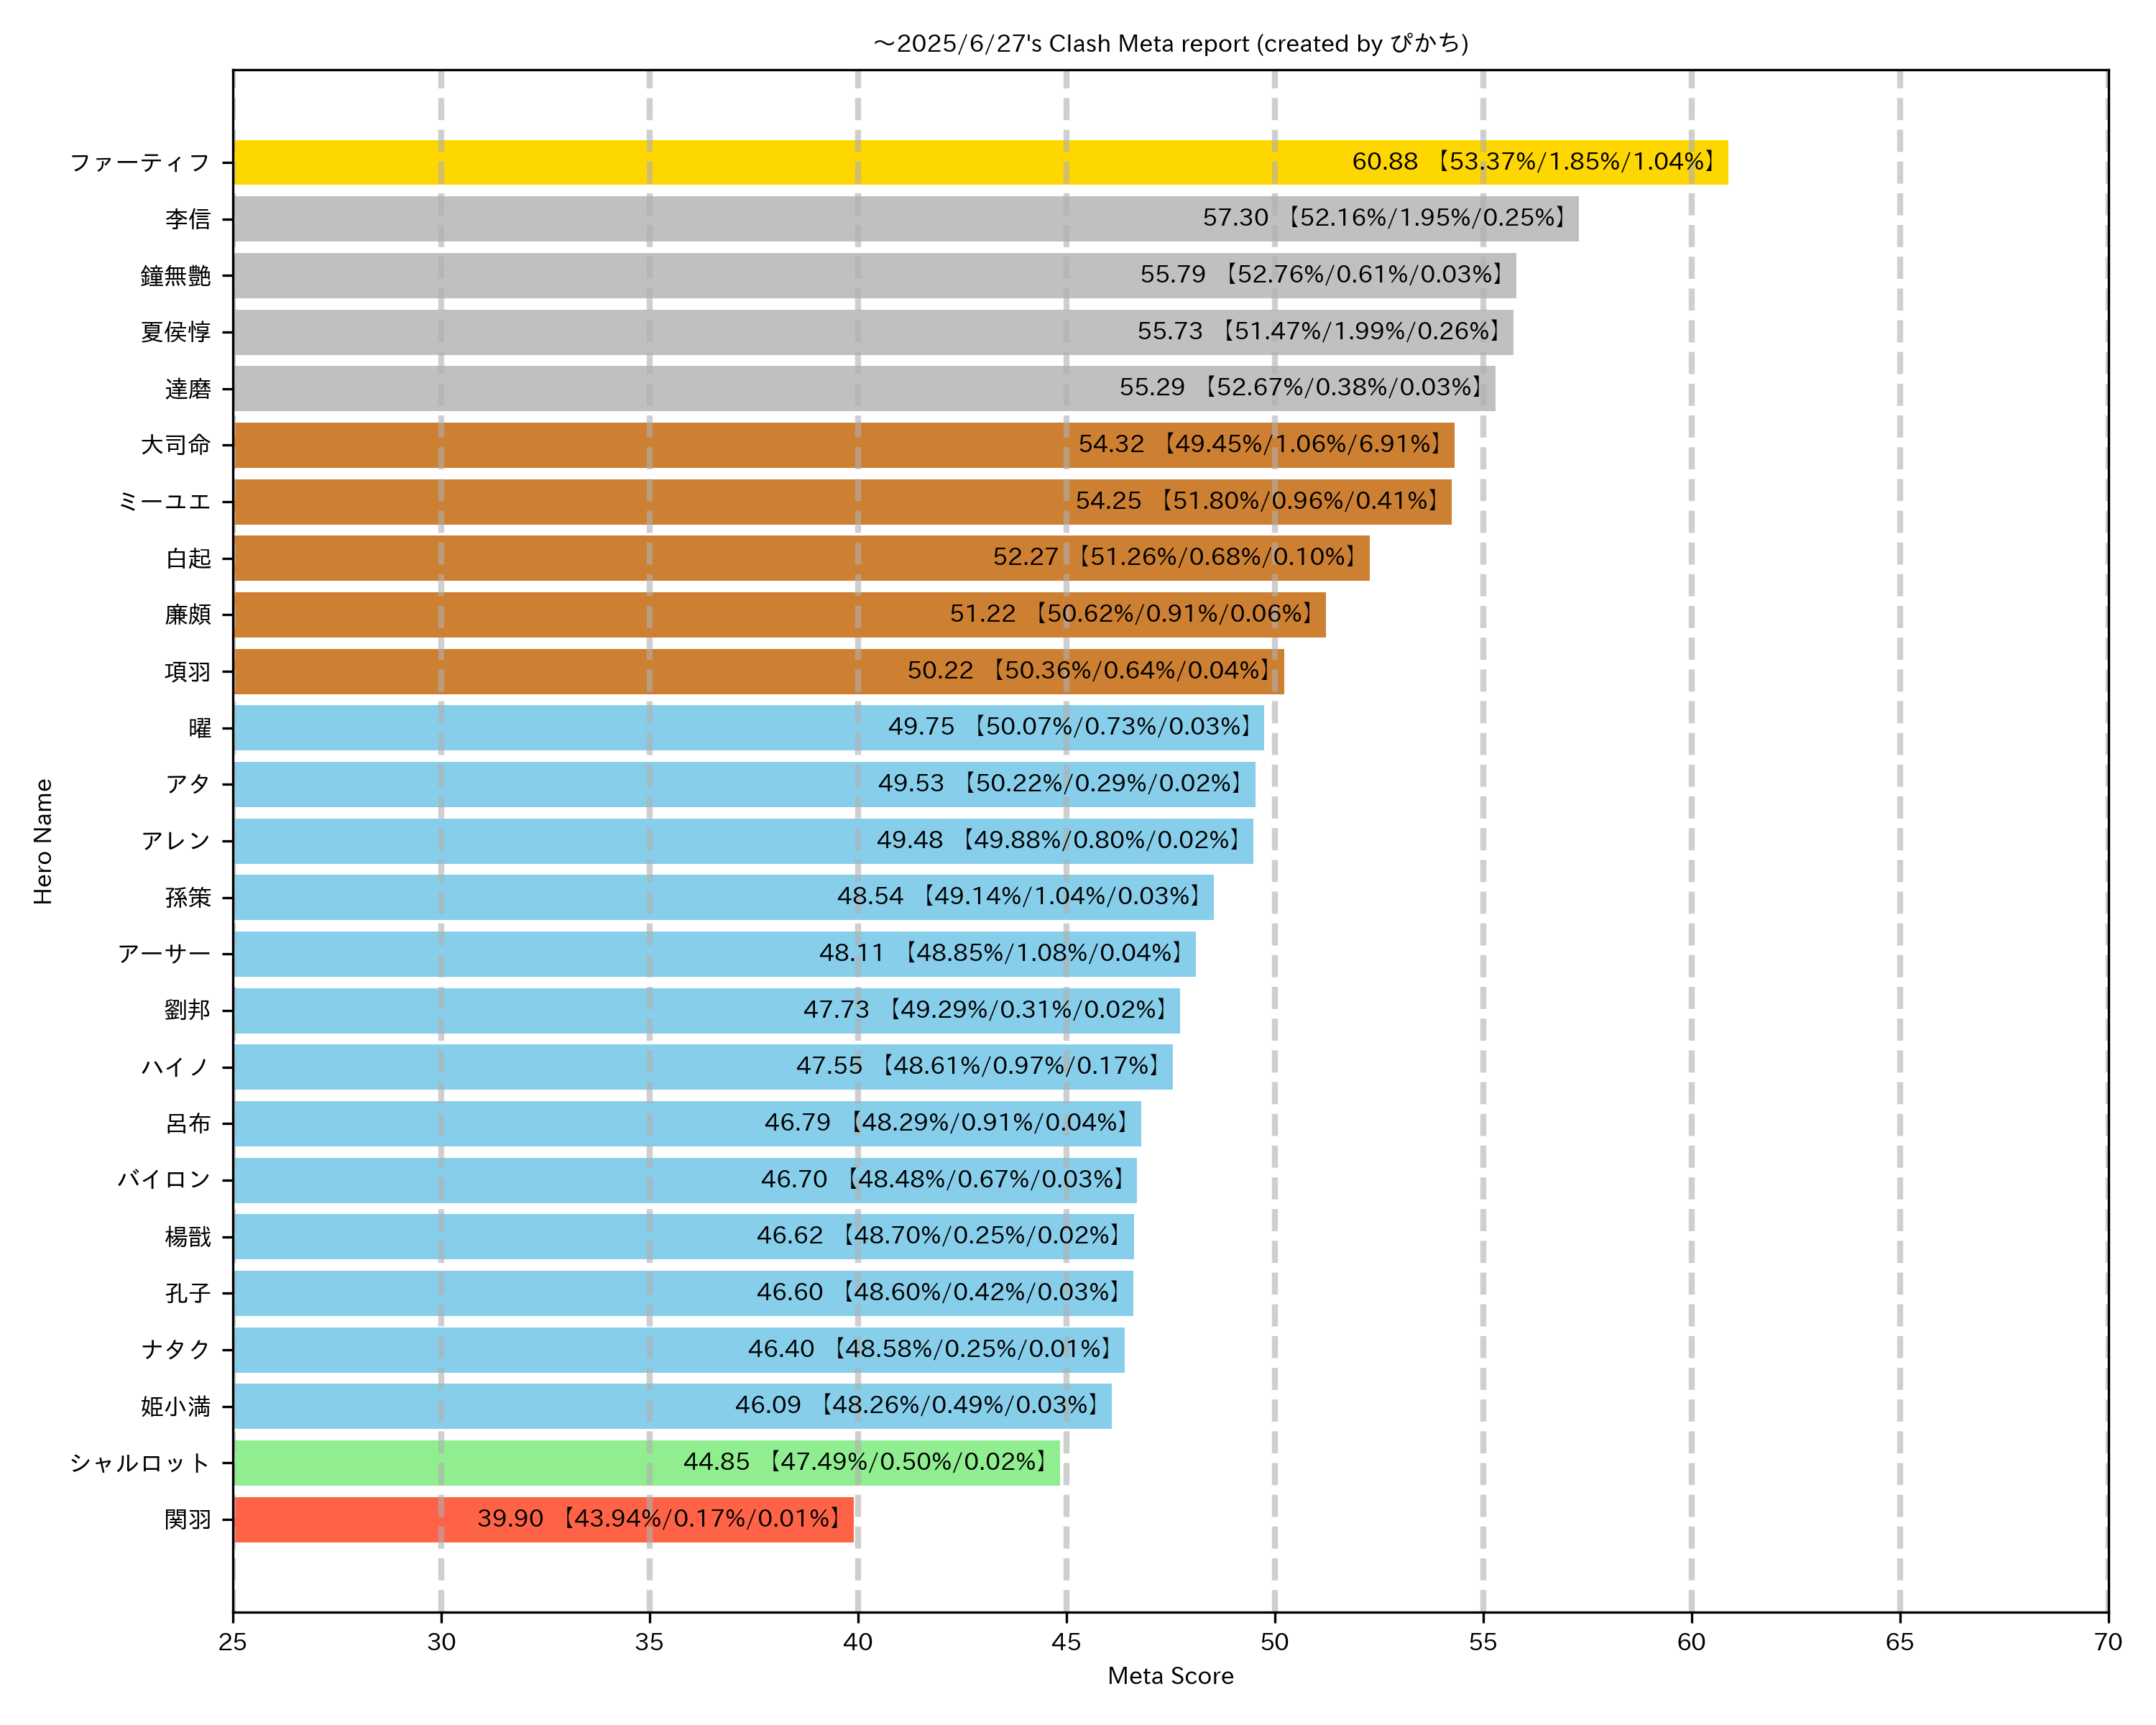 ～2025/6/27's Clash Meta report (created by ぴかち)
Hero Name
ファーティフ 60.88 【53.37%/1.85%/1.04%】
李信 57.30 【52.16%/1.95%/0.25%】
鐘無艶 55.79 【52.76%/0.61%/0.03%】
夏侯惇 55.73 【51.47%/1.99%/0.26%】
達磨 55.29 【52.67%/0.38%/0.03%】
大司命 54.32 【49.45%/1.06%/6.91%】
ミーユエ 54.25 【51.80%/0.96%/0.41%】
白起 52.27 【51.26%/0.68%/0.10%】
廉頗 51.22 【50.62%/0.91%/0.06%】
項羽 50.22 【50.36%/0.64%/0.04%】
曜 49.75 【50.07%/0.73%/0.03%】
アタ 49.53 【50.22%/0.29%/0.02%】
アレン 49.48 【49.88%/0.80%/0.02%】
孫策 48.54 【49.14%/1.04%/0.03%】
アーサー 48.11 【48.85%/1.08%/0.04%】
劉邦 47.73 【49.29%/0.31%/0.02%】
ハイノ 47.55 【48.61%/0.97%/0.17%】
呂布 46.79 【48.29%/0.91%/0.04%】
バイロン 46.70 【48.48%/0.67%/0.03%】
楊戩 46.62 【48.70%/0.25%/0.02%】
孔子 46.60 【48.60%/0.42%/0.03%】
ナタク 46.40 【48.58%/0.25%/0.01%】
姫小満 46.09 【48.26%/0.49%/0.03%】
シャルロット 44.85 【47.49%/0.50%/0.02%】
関羽 39.90 【43.94%/0.17%/0.01%】
25 30 35 40 45 50 55 60 65 70
Meta Score